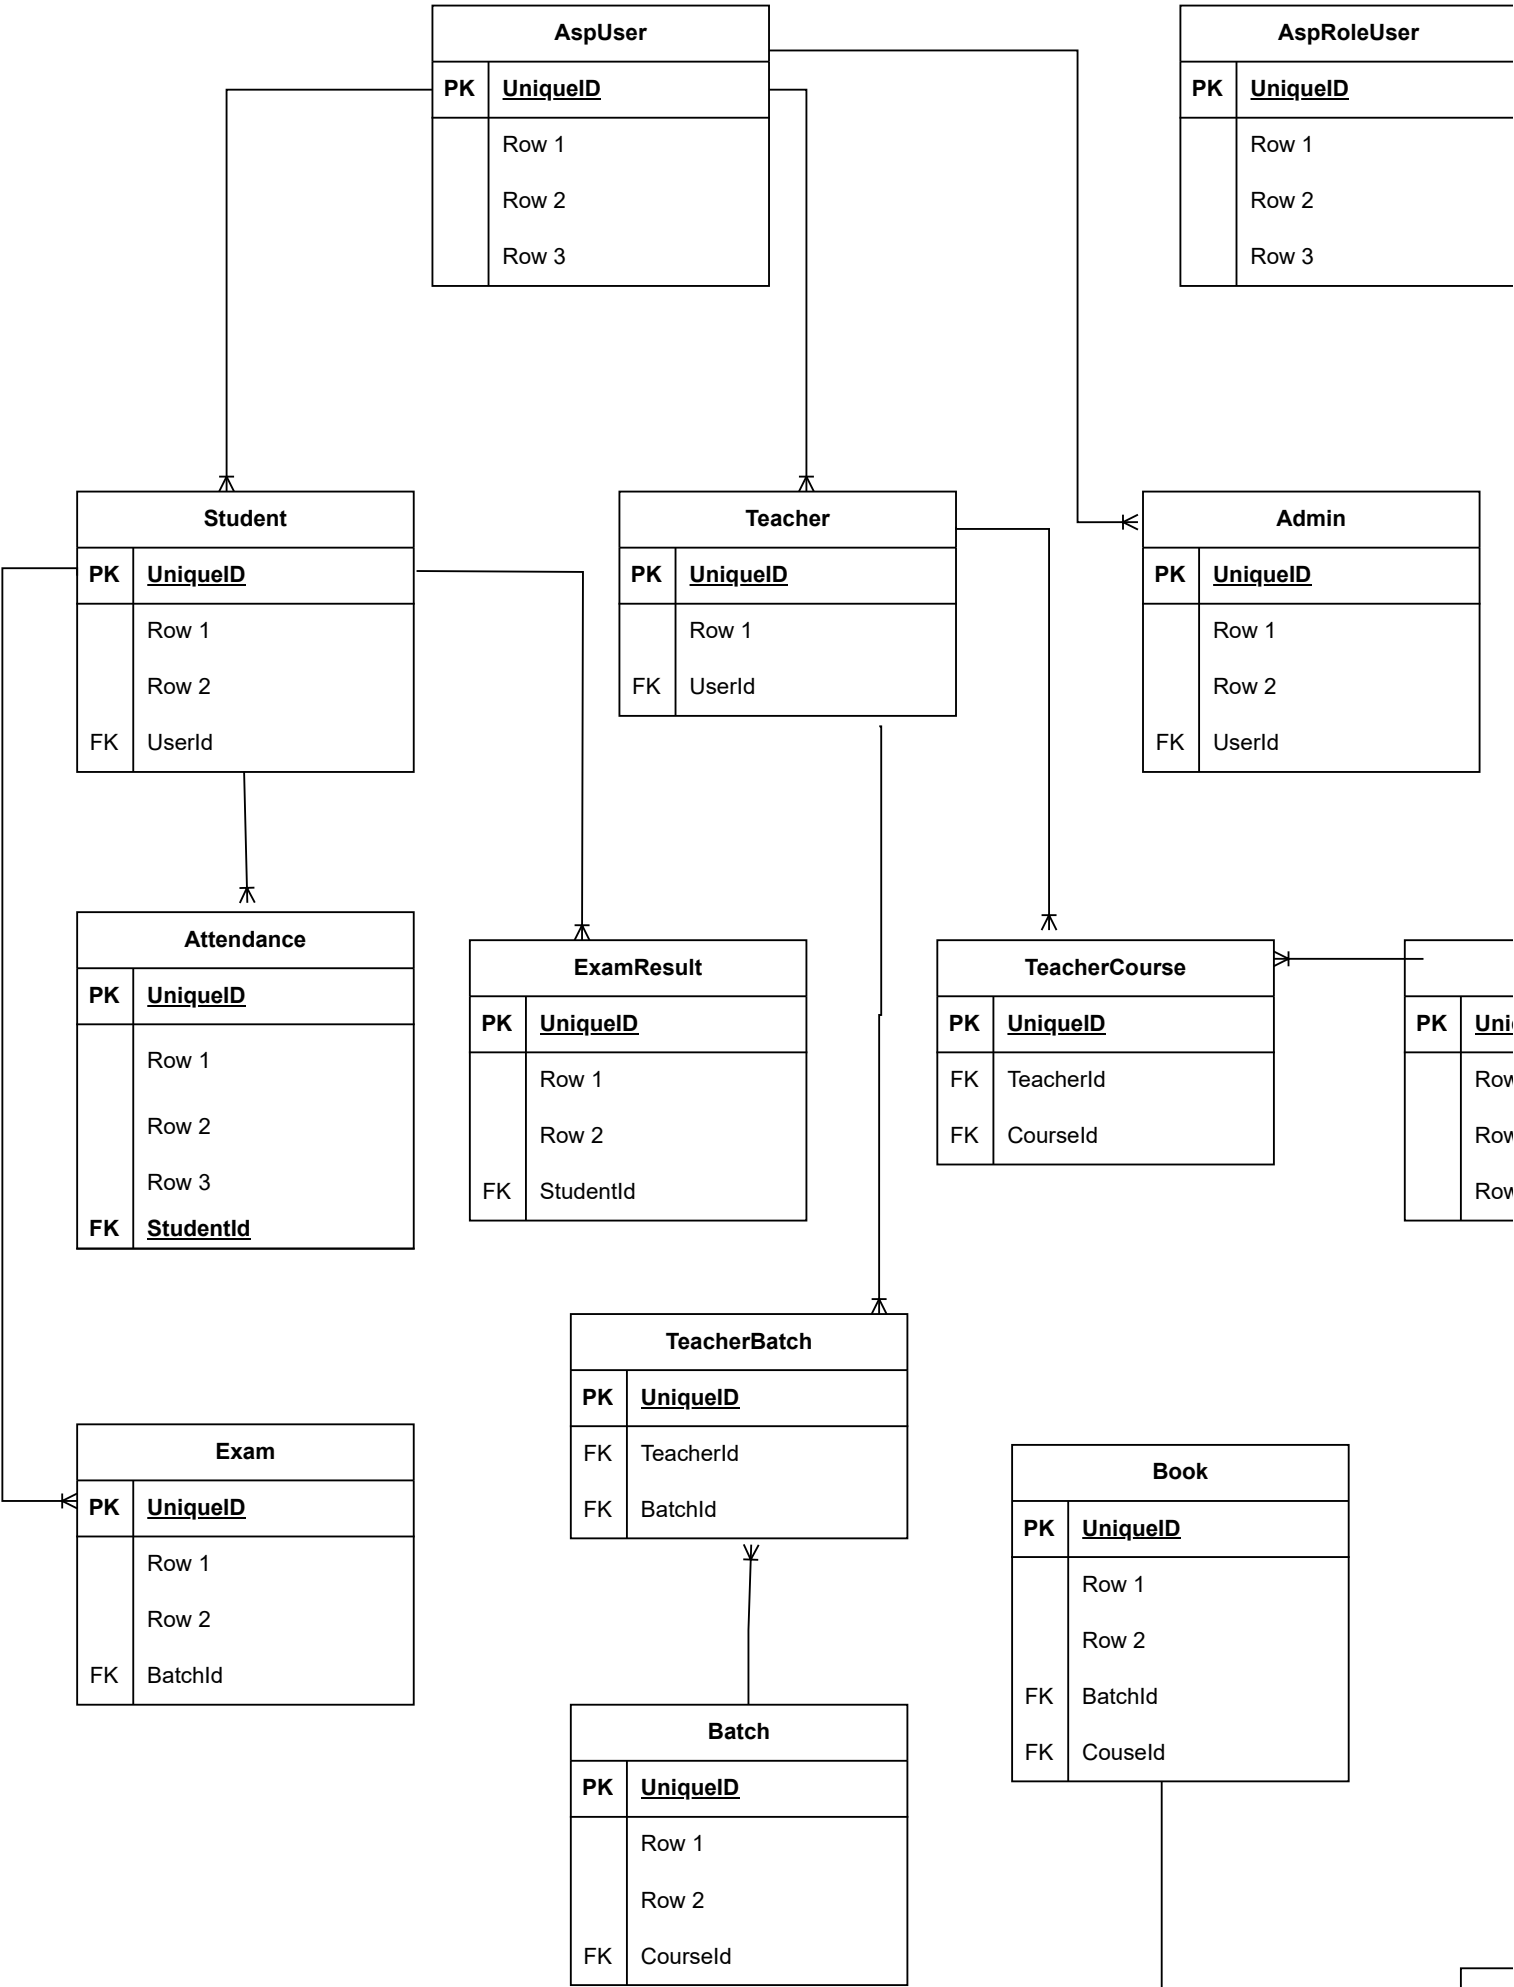 AspUser
PK UniqueID
Row 1
Row 2
Row 3
AspRoleUser
PK UniqueID
Row 1
Row 2
Row 3
Student
PK UniqueID
Row 1
Row 2
FK UserId
Teacher
PK UniqueID
Row 1
FK UserId
Admin
PK UniqueID
Row 1
Row 2
FK UserId
Attendance
PK UniqueID
Row 1
Row 2
Row 3
FK StudentId
ExamResult
PK UniqueID
Row 1
Row 2
FK StudentId
TeacherCourse
PK UniqueID
FK TeacherId
FK CourseId
PK
TeacherBatch
PK UniqueID
FK TeacherId
FK BatchId
Exam
PK UniqueID
Row 1
Row 2
FK BatchId
Book
PK UniqueID
Row 1
Row 2
FK BatchId
FK CouseId
Batch
PK UniqueID
Row 1
Row 2
FK CourseId